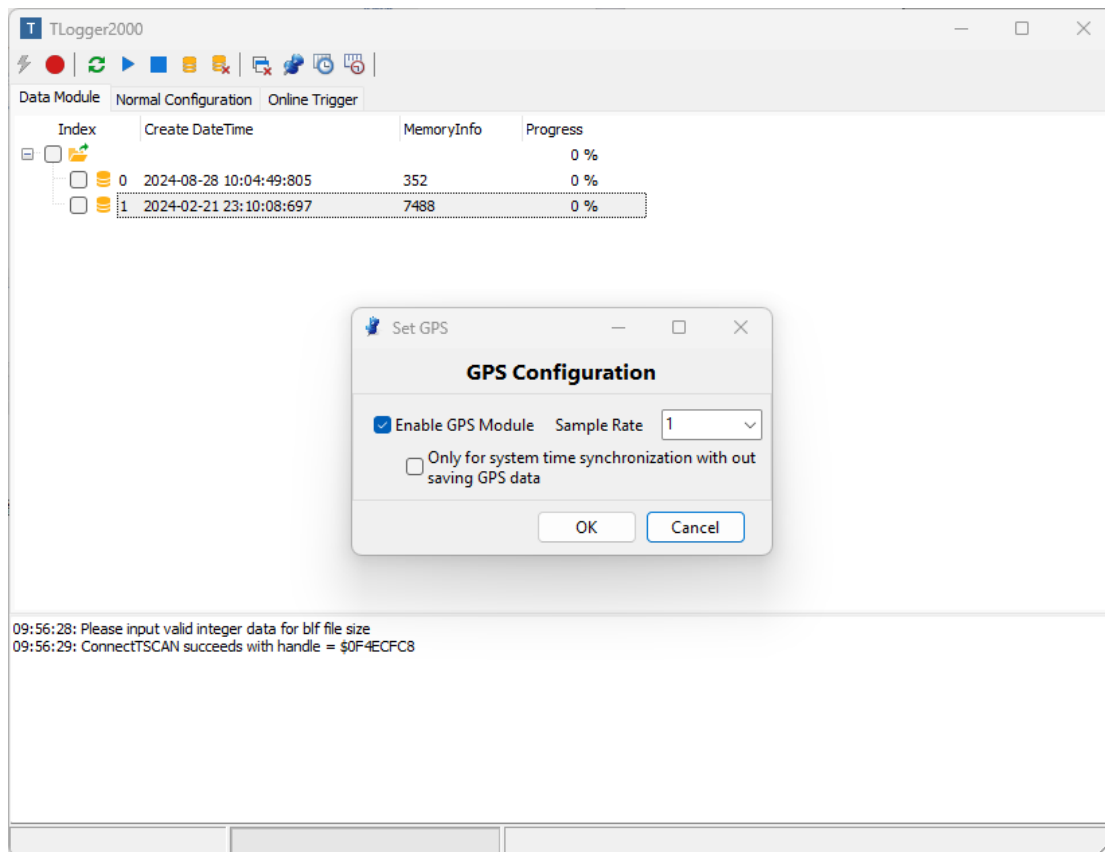 TLogger2000
Data Module Normal Configuration Online Trigger
Index Create DateTime MemoryInfo Progress
0 %
0 2024-08-28 10:04:49:805 352 0 %
1 2024-02-21 23:10:08:697 7488 0 %
Set GPS
GPS Configuration
Enable GPS Module Sample Rate 1
Only for system time synchronization with out
saving GPS data
OK Cancel
09:56:28: Please input valid integer data for blf file size
09:56:29: ConnectTSCAN succeeds with handle = $0F4ECFC8